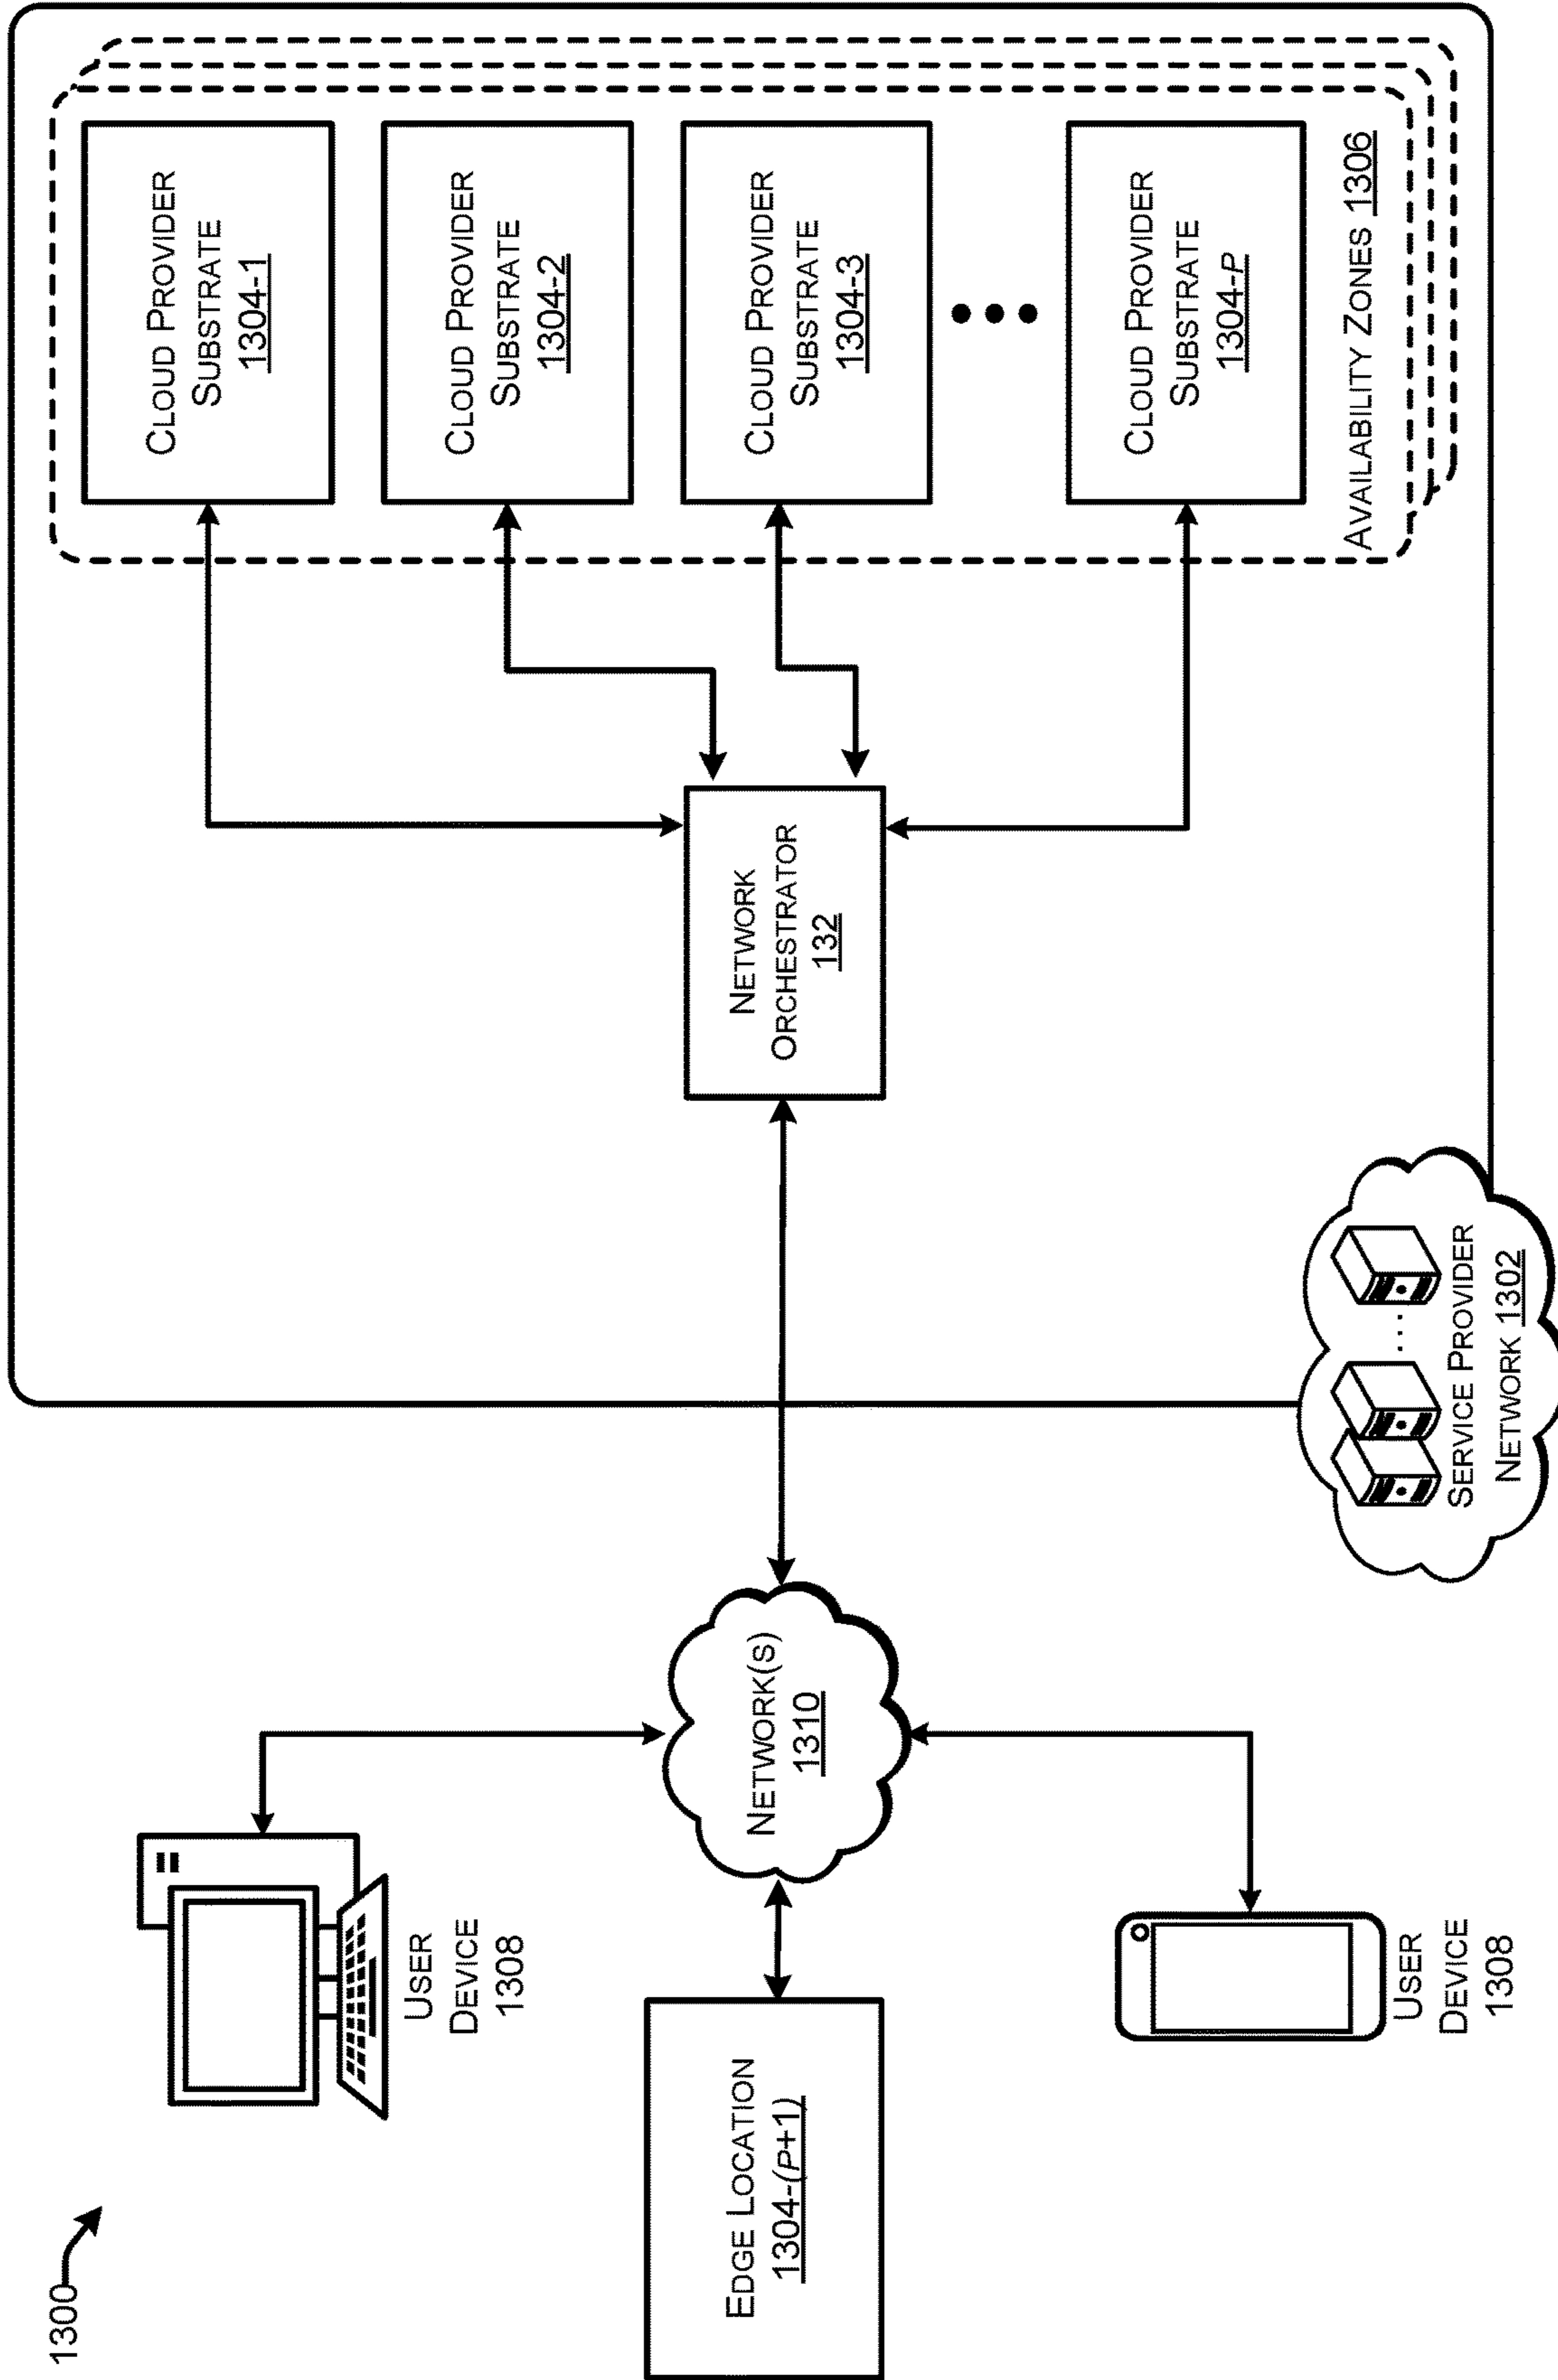 1300
USER
DEVICE
1308
EDGE LOCATION
1304-(P+1)
NETWORK(S)
1310
USER
DEVICE
1308
SERVICE PROVIDER
NETWORK 1302
NETWORK
ORCHESTRATOR
132
CLOUD PROVIDER
SUBSTRATE
1304-1
CLOUD PROVIDER
SUBSTRATE
1304-2
CLOUD PROVIDER
SUBSTRATE
1304-3
CLOUD PROVIDER
SUBSTRATE
1304-P
AVAILABILITY ZONES 1306